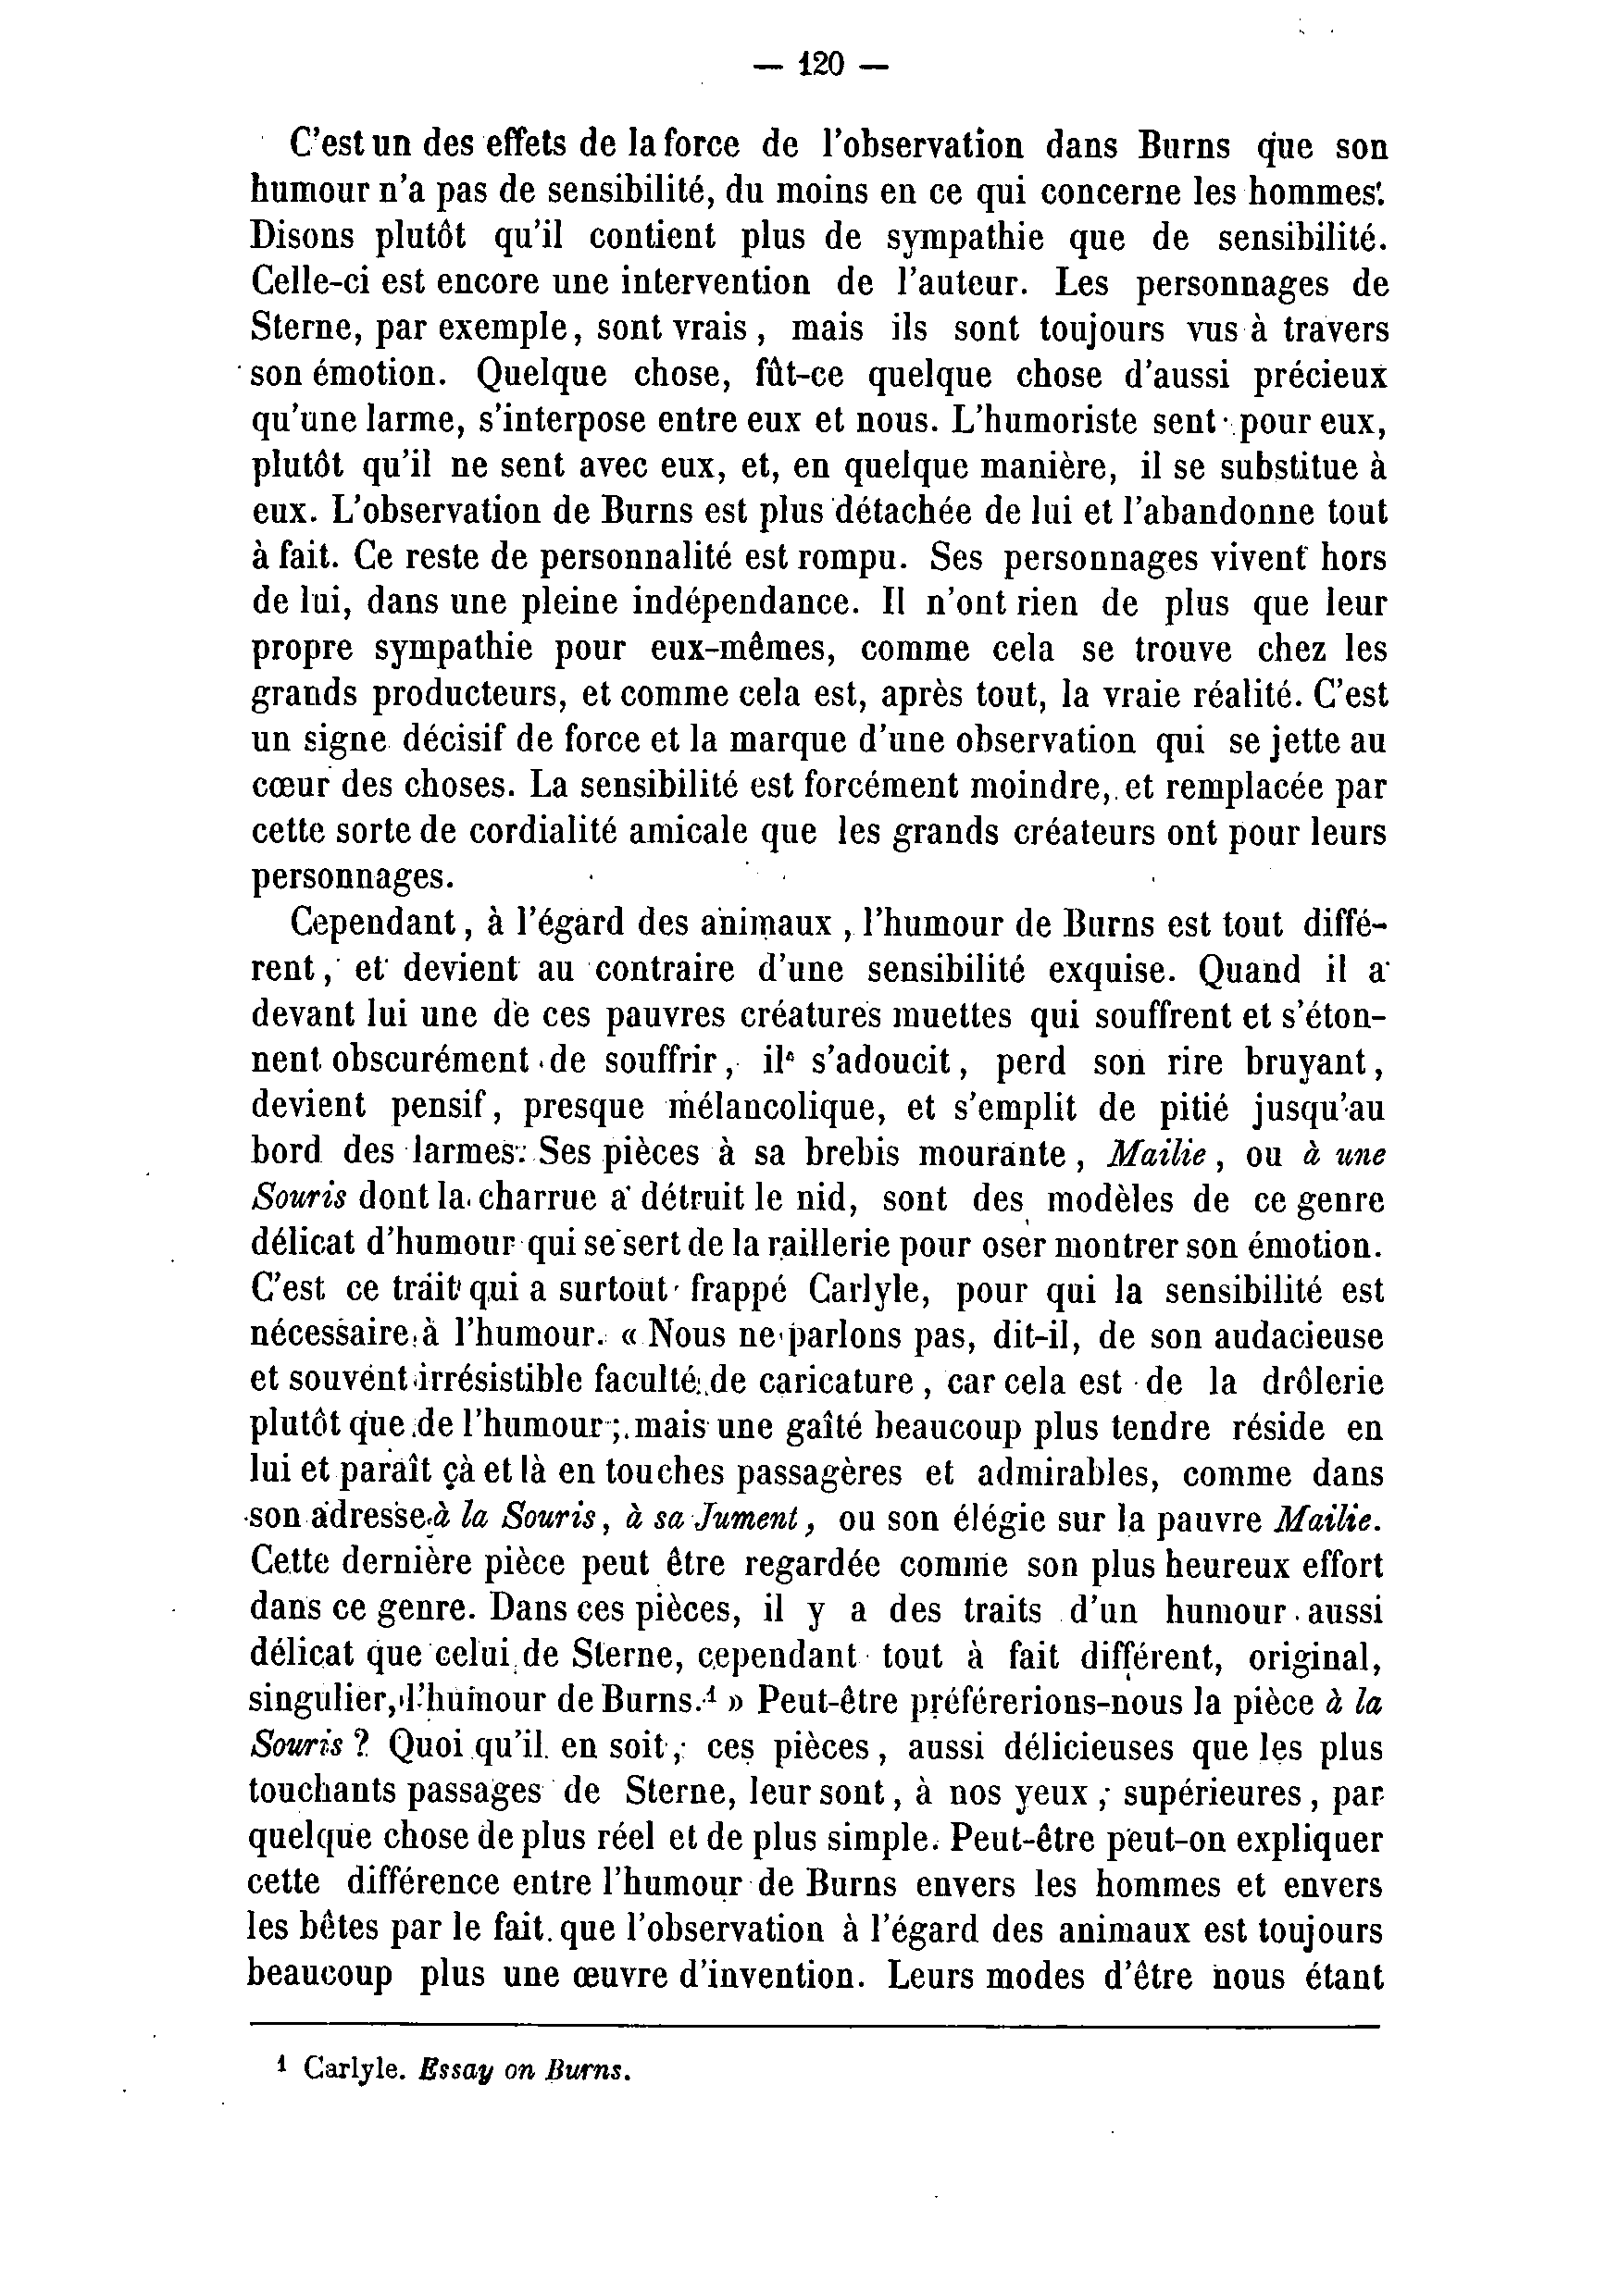 — 120 —
C'est un des effets de la force de l'observation dans Burns que son
humour n'a pas de sensibilité, du moins en ce qui concerne les hommes.
Disons plutôt qu'il contient plus de sympathie que de sensibilité.
Celle-ci est encore une intervention de l'auteur. Les personnages de
Sterne, par exemple, sont vrais, mais ils sont toujours vus à travers
son émotion. Quelque chose, fût-ce quelque chose d'aussi précieux
qu'une larme, s'interpose entre eux et nous. L'humoriste sent pour eux,
plutôt qu'il ne sent avec eux, et, en quelque manière, il se substitue à
eux. L'observation de Burns est plus détachée de lui et l'abandonne tout
à fait. Ce reste de personnalité est rompu. Ses personnages vivent hors
de lui, dans une pleine indépendance. Il n'ont rien de plus que leur
propre sympathie pour eux-mêmes, comme cela se trouve chez les
grands producteurs, et comme cela est, après tout, la vraie réalité. C'est
un signe décisif de force et la marque d'une observation qui se jette au
cœur des choses. La sensibilité est forcément moindre, et remplacée par
cette sorte de cordialité amicale que les grands créateurs ont pour leurs
personnages.
Cependant, à l'égard des animaux, l'humour de Burns est tout diffé-
rent, et devient au contraire d'une sensibilité exquise. Quand il a
devant lui une de ces pauvres créatures muettes qui souffrent et s'éton-
nent obscurément de souffrir, il s'adoucit, perd son rire bruyant,
devient pensif, presque mélancolique, et s'emplit de pitié jusqu'au
bord des larmes. Ses pièces à sa brebis mourante, Mailie, ou à une
Souris dont la charrue a détruit le nid, sont des modèles de ce genre
délicat d'humour qui se sert de la raillerie pour oser montrer son émotion.
C'est ce trait qui a surtout frappé Carlyle, pour qui la sensibilité est
nécessaire à l'humour. « Nous ne parlons pas, dit-il, de son audacieuse
et souvent irrésistible faculté de caricature, car cela est de la drôlerie
plutôt que de l'humour ; mais une gaîté beaucoup plus tendre réside en
lui et paraît çà et là en touches passagères et admirables, comme dans
son adresse à la Souris, à sa Jument, ou son élégie sur la pauvre Mailie.
Cette dernière pièce peut être regardée comme son plus heureux effort
dans ce genre. Dans ces pièces, il y a des traits d'un humour aussi
délicat que celui de Sterne, cependant tout à fait différent, original,
singulier, l'humour de Burns.¹ » Peut-être préférerions-nous la pièce à la
Souris ? Quoi qu'il en soit, ces pièces, aussi délicieuses que les plus
touchants passages de Sterne, leur sont, à nos yeux, supérieures, par
quelque chose de plus réel et de plus simple. Peut-être peut-on expliquer
cette différence entre l'humour de Burns envers les hommes et envers
les bêtes par le fait que l'observation à l'égard des animaux est toujours
beaucoup plus une œuvre d'invention. Leurs modes d'être nous étant
¹ Carlyle. Essay on Burns.